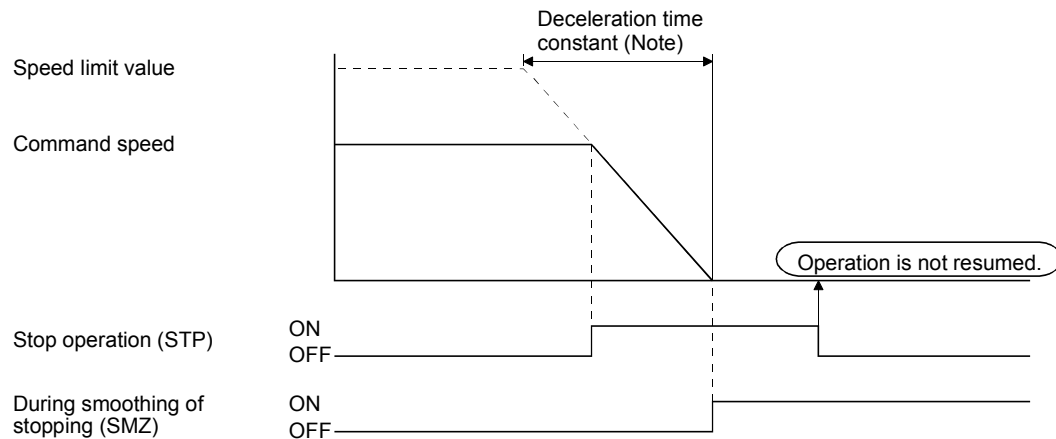 Deceleration time
constant (Note)
Speed limit value
Command speed
Operation is not resumed.
Stop operation (STP)
ON
OFF
During smoothing of
stopping (SMZ)
ON
OFF